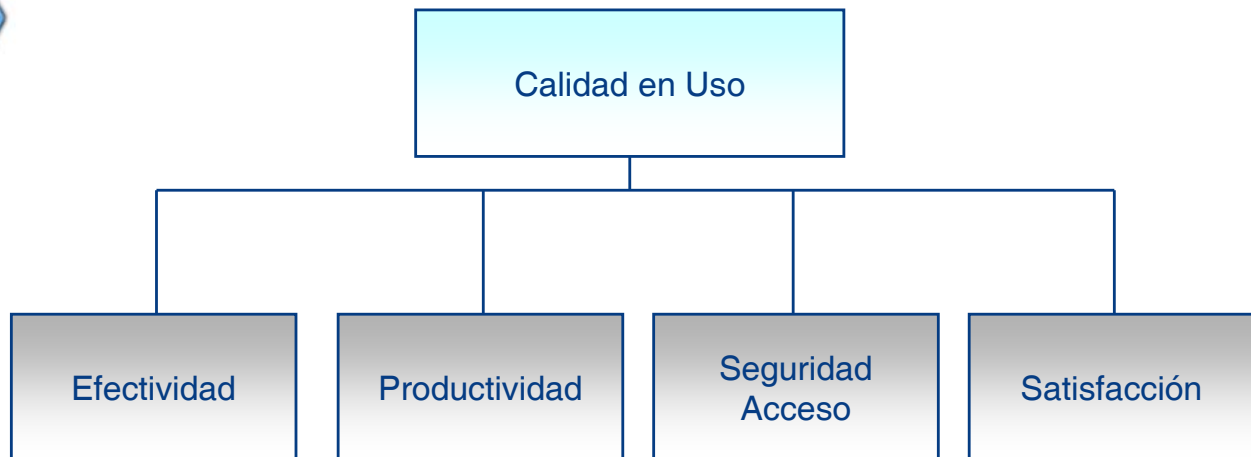 Calidad en Uso
Efectividad
Productividad
Seguridad
Acceso
Satisfacción